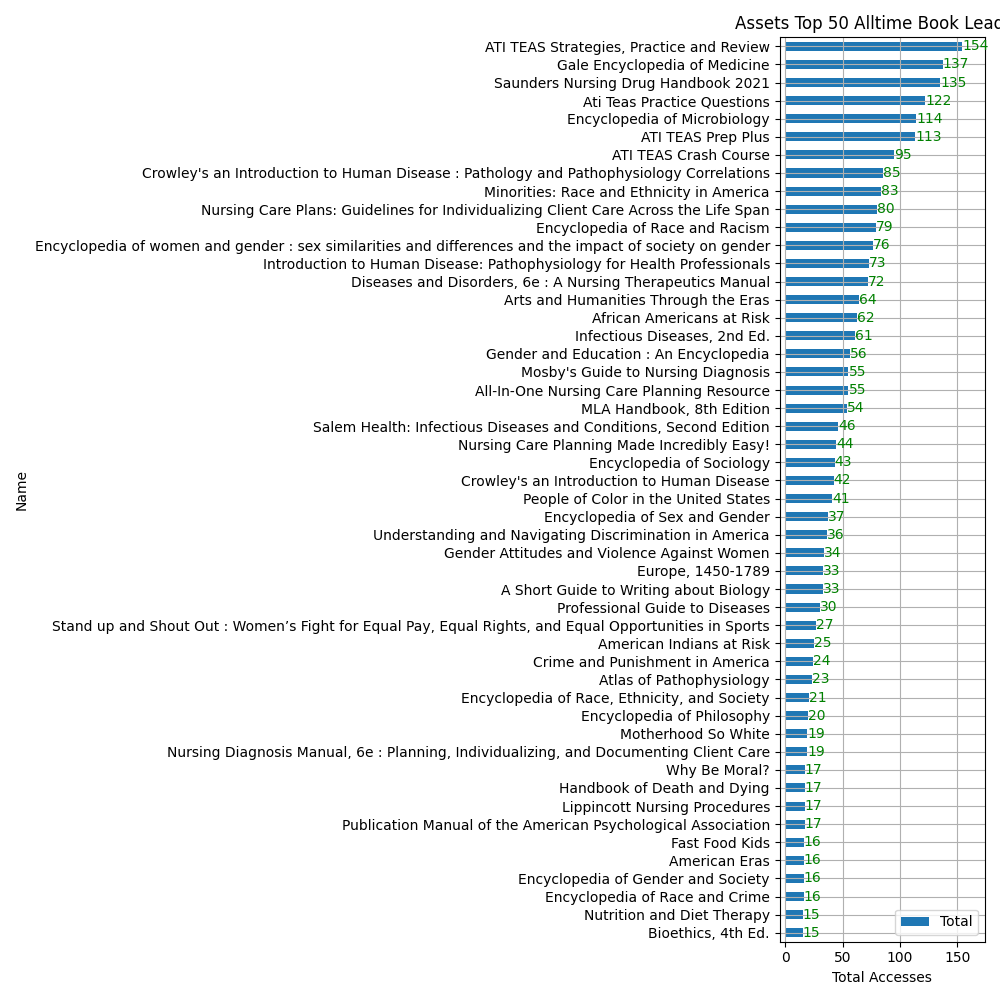 Assets Top 50 Alltime Book Lead
ATI TEAS Strategies, Practice and Review 154
Gale Encyclopedia of Medicine 137
Saunders Nursing Drug Handbook 2021 135
Ati Teas Practice Questions 122
Encyclopedia of Microbiology 114
ATI TEAS Prep Plus 113
ATI TEAS Crash Course 95
Crowley's an Introduction to Human Disease : Pathology and Pathophysiology Correlations 85
Minorities: Race and Ethnicity in America 83
Nursing Care Plans: Guidelines for Individualizing Client Care Across the Life Span 80
Encyclopedia of Race and Racism 79
Encyclopedia of women and gender : sex similarities and differences and the impact of society on gender 76
Introduction to Human Disease: Pathophysiology for Health Professionals 73
Diseases and Disorders, 6e : A Nursing Therapeutics Manual 72
Arts and Humanities Through the Eras 64
African Americans at Risk 62
Infectious Diseases, 2nd Ed. 61
Gender and Education : An Encyclopedia 56
Mosby's Guide to Nursing Diagnosis 55
All-In-One Nursing Care Planning Resource 55
MLA Handbook, 8th Edition 54
Salem Health: Infectious Diseases and Conditions, Second Edition 46
Nursing Care Planning Made Incredibly Easy! 44
Encyclopedia of Sociology 43
Crowley's an Introduction to Human Disease 42
People of Color in the United States 41
Encyclopedia of Sex and Gender 37
Understanding and Navigating Discrimination in America 36
Gender Attitudes and Violence Against Women 34
Europe, 1450-1789 33
A Short Guide to Writing about Biology 33
Professional Guide to Diseases 30
Stand up and Shout Out : Women’s Fight for Equal Pay, Equal Rights, and Equal Opportunities in Sports 27
American Indians at Risk 25
Crime and Punishment in America 24
Atlas of Pathophysiology 23
Encyclopedia of Race, Ethnicity, and Society 21
Encyclopedia of Philosophy 20
Motherhood So White 19
Nursing Diagnosis Manual, 6e : Planning, Individualizing, and Documenting Client Care 19
Why Be Moral? 17
Handbook of Death and Dying 17
Lippincott Nursing Procedures 17
Publication Manual of the American Psychological Association 17
Fast Food Kids 16
American Eras 16
Encyclopedia of Gender and Society 16
Encyclopedia of Race and Crime 16
Nutrition and Diet Therapy 15
Bioethics, 4th Ed. 15
Name
Total
0 50 100 150
Total Accesses